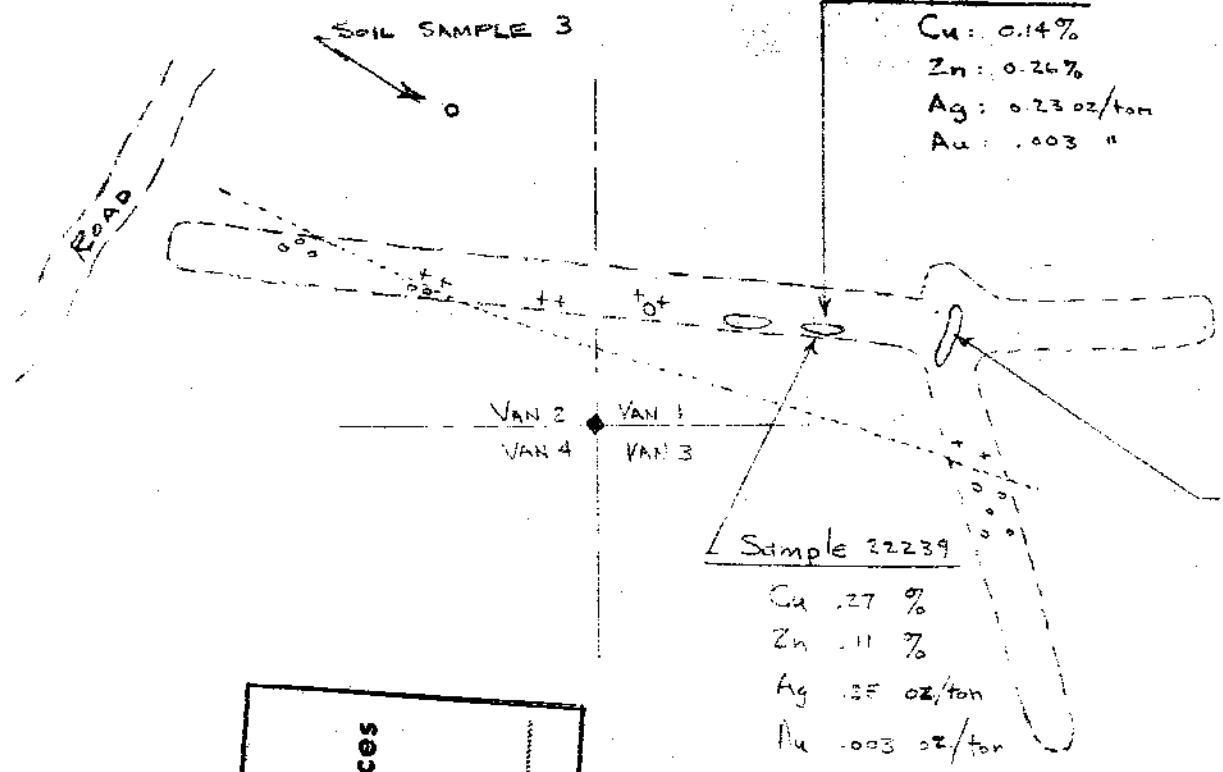 SOIL SAMPLE 3
Cu: 0.14%
Zn: 0.26%
Ag: 0.23 oz/ton
Au: .003 "
ROAD
VAN 2 VAN 1
VAN 4 VAN 3
Sample 22239
Cu .27 %
Zn .11 %
Ag oz/ton
Au .003 oz/ton
ces